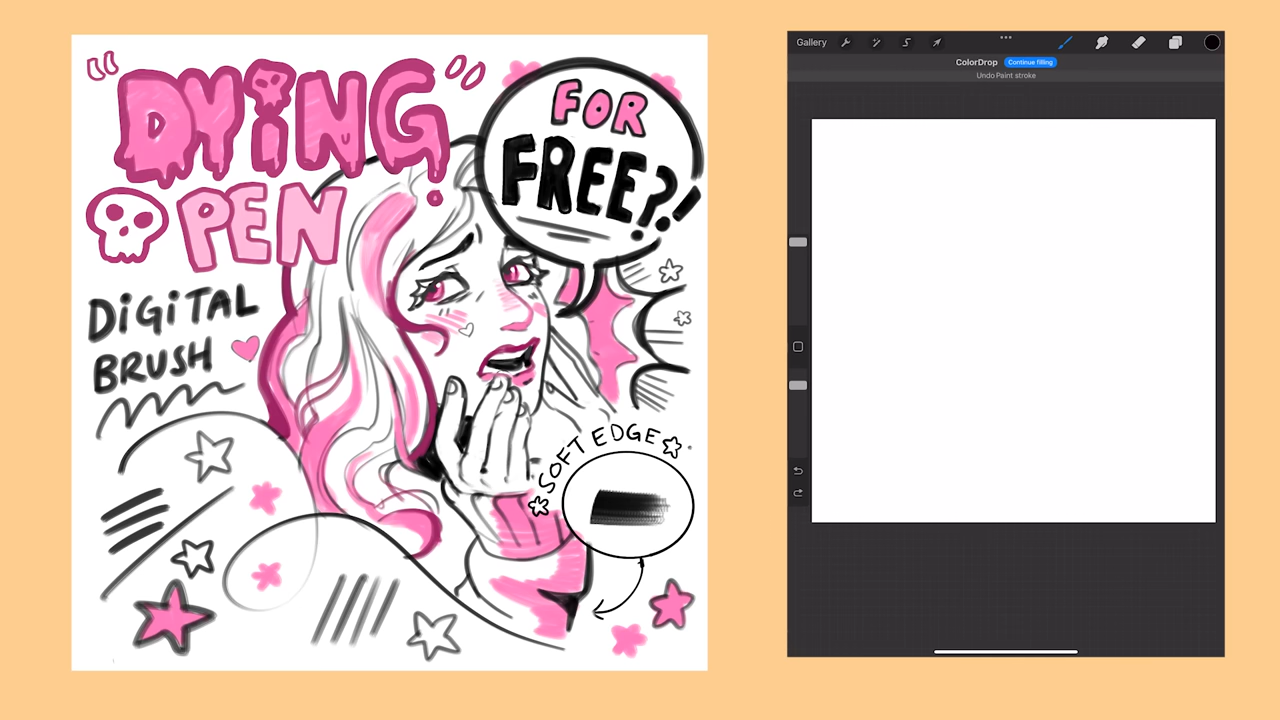 "DYiNG"
PEN
FOR
FREE?!
DiGiTAL
BRUSH
SOFT EDGE
Gallery
ColorDrop Continue filling
Undo Paint stroke